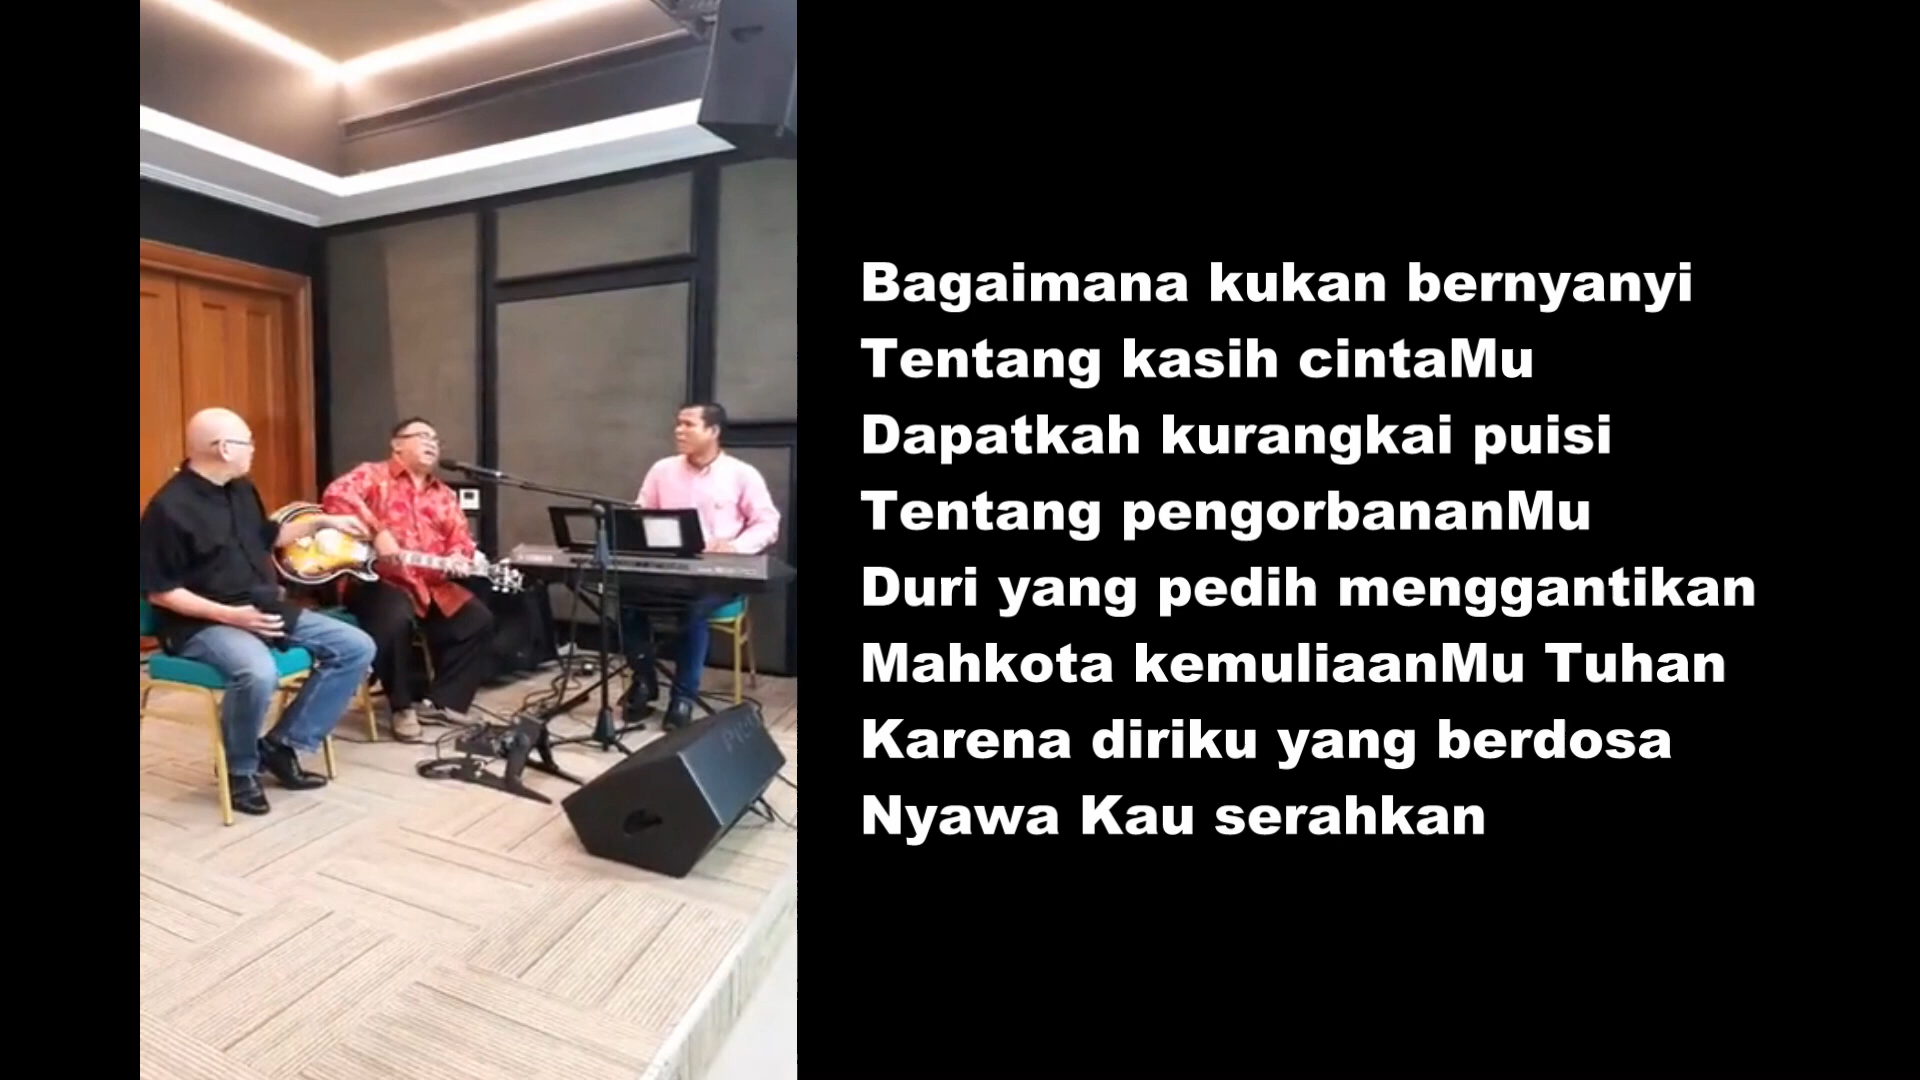 Bagaimana kukan bernyanyi
Tentang kasih cintaMu
Dapatkah kurangkai puisi
Tentang pengorbananMu
Duri yang pedih menggantikan
Mahkota kemuliaanMu Tuhan
Karena diriku yang berdosa
Nyawa Kau serahkan